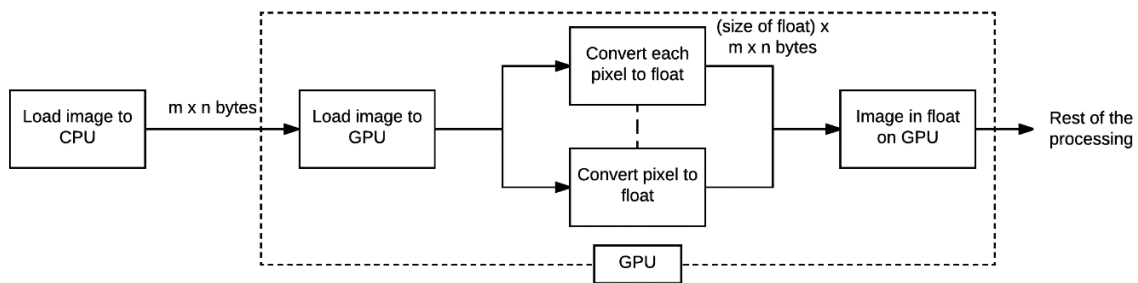 Load image to
CPU
m x n bytes
Load image to
GPU
Convert each
pixel to float
Convert pixel to
float
(size of float) x
m x n bytes
Image in float
on GPU
Rest of the
processing
GPU